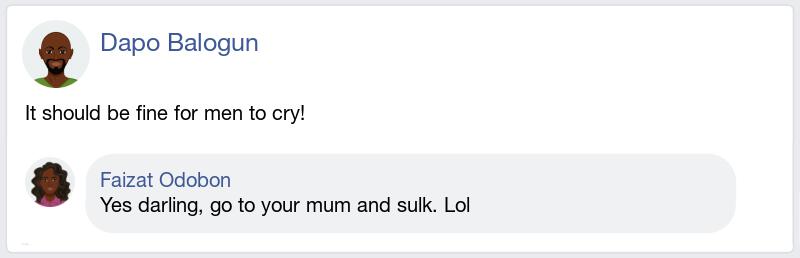 Dapo Balogun
It should be fine for men to cry!
Faizat Odobon
Yes darling, go to your mum and sulk. Lol